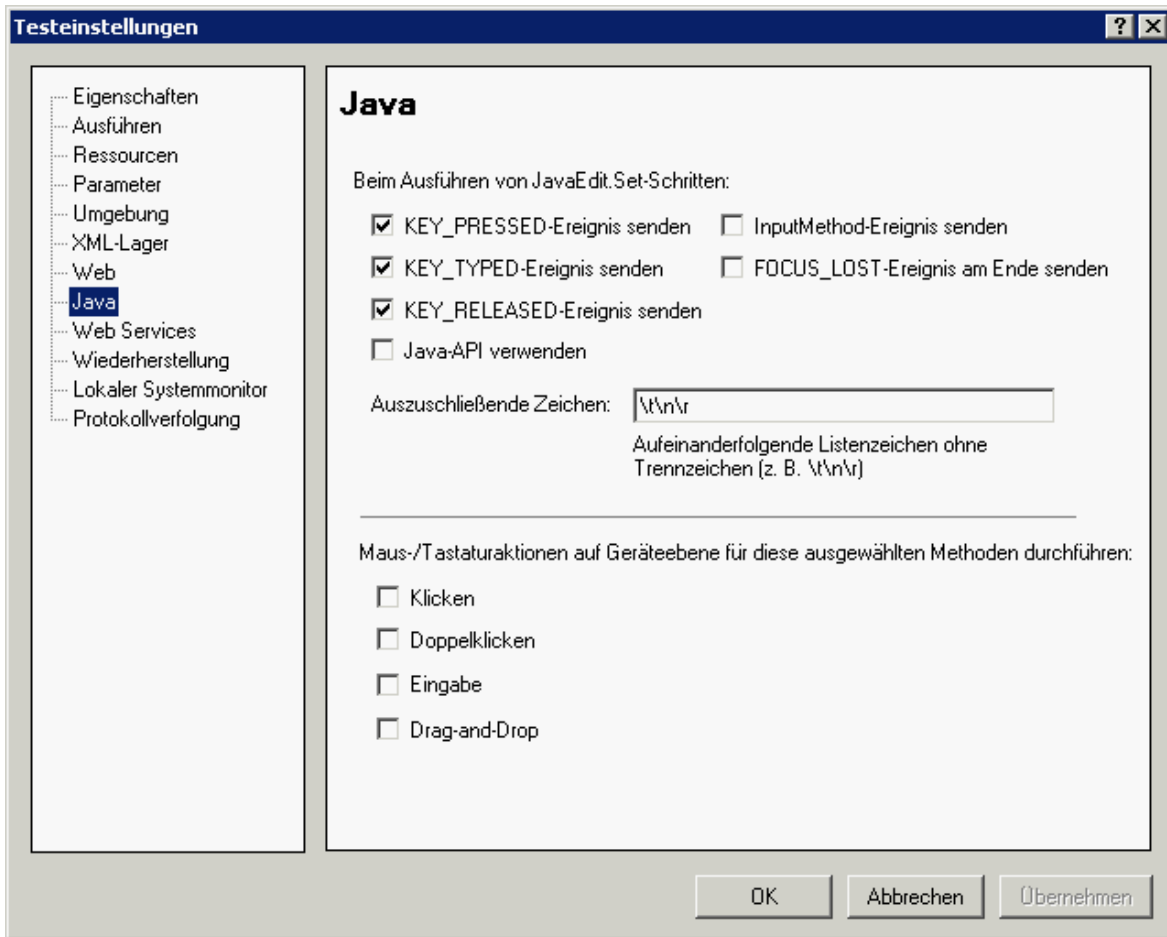 Testeinstellungen
Eigenschaften
Ausführen
Ressourcen
Parameter
Umgebung
XML-Lager
Web
Java
Web Services
Wiederherstellung
Lokaler Systemmonitor
Protokollverfolgung
Java
Beim Ausführen von JavaEdit.Set-Schritten:
KEY_PRESSED-Ereignis senden
InputMethod-Ereignis senden
KEY_TYPED-Ereignis senden
FOCUS_LOST-Ereignis am Ende senden
KEY_RELEASED-Ereignis senden
Java-API verwenden
Auszuschließende Zeichen:
\t\n\r
Aufeinanderfolgende Listenzeichen ohne
Trennzeichen (z. B. \t\n\r)
Maus-/Tastaturaktionen auf Geräteebene für diese ausgewählten Methoden durchführen:
Klicken
Doppelklicken
Eingabe
Drag-and-Drop
OK
Abbrechen
Übernehmen